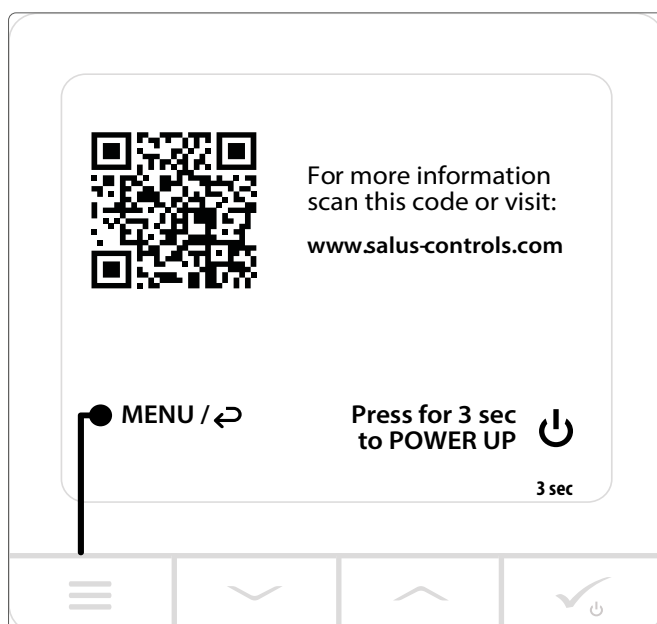 For more information
scan this code or visit:
www.salus-controls.com
MENU /
Press for 3 sec
to POWER UP
3 sec